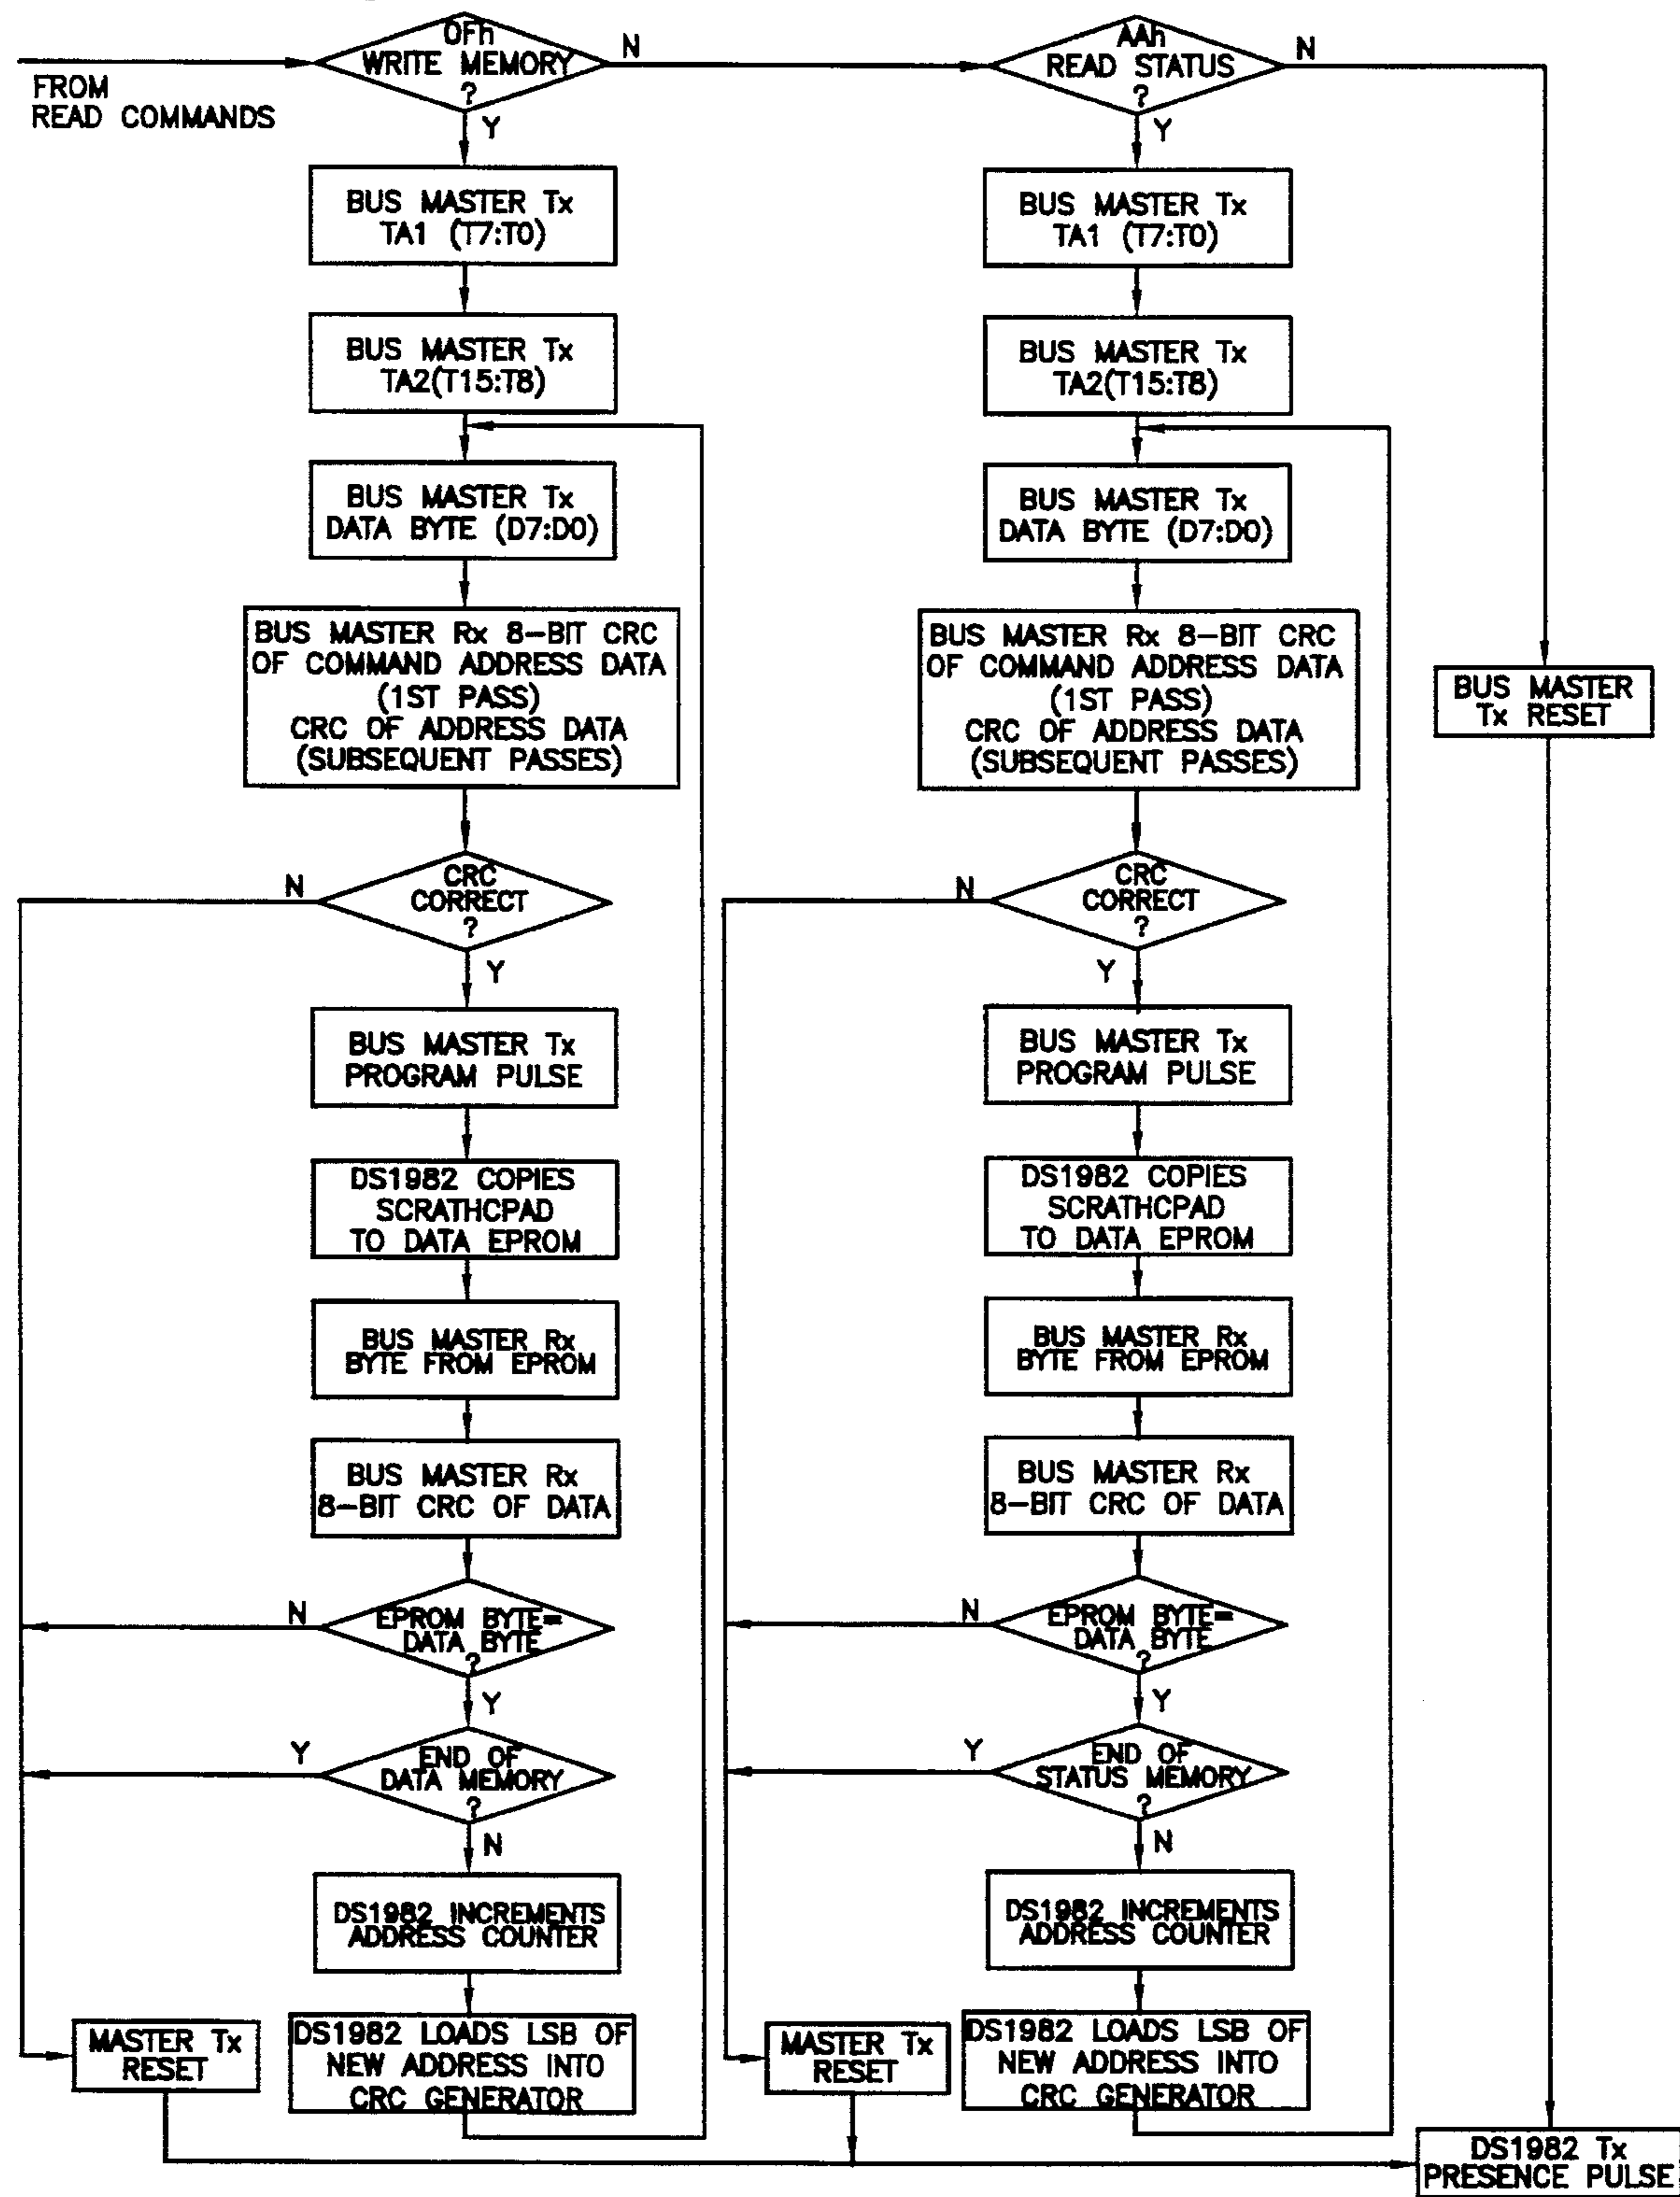 FROM
READ COMMANDS
0Fh
WRITE MEMORY
?
N
Y
BUS MASTER Tx
TA1 (T7:T0)
BUS MASTER Tx
TA2(T15:T8)
BUS MASTER Tx
DATA BYTE (D7:D0)
BUS MASTER Rx 8-BIT CRC
OF COMMAND ADDRESS DATA
(1ST PASS)
CRC OF ADDRESS DATA
(SUBSEQUENT PASSES)
CRC
CORRECT
?
N
Y
BUS MASTER Tx
PROGRAM PULSE
DS1982 COPIES
SCRATHCPAD
TO DATA EPROM
BUS MASTER Rx
BYTE FROM EPROM
BUS MASTER Rx
8-BIT CRC OF DATA
EPROM BYTE=
DATA BYTE
?
N
Y
END OF
DATA MEMORY
?
Y
N
DS1982 INCREMENTS
ADDRESS COUNTER
DS1982 LOADS LSB OF
NEW ADDRESS INTO
CRC GENERATOR
MASTER Tx
RESET
AAh
READ STATUS
?
N
Y
BUS MASTER Tx
TA1 (T7:T0)
BUS MASTER Tx
TA2(T15:T8)
BUS MASTER Tx
DATA BYTE (D7:D0)
BUS MASTER Rx 8-BIT CRC
OF COMMAND ADDRESS DATA
(1ST PASS)
CRC OF ADDRESS DATA
(SUBSEQUENT PASSES)
CRC
CORRECT
?
N
Y
BUS MASTER Tx
PROGRAM PULSE
DS1982 COPIES
SCRATHCPAD
TO DATA EPROM
BUS MASTER Rx
BYTE FROM EPROM
BUS MASTER Rx
8-BIT CRC OF DATA
EPROM BYTE=
DATA BYTE
?
N
Y
END OF
STATUS MEMORY
?
Y
N
DS1982 INCREMENTS
ADDRESS COUNTER
DS1982 LOADS LSB OF
NEW ADDRESS INTO
CRC GENERATOR
MASTER Tx
RESET
BUS MASTER
Tx RESET
DS1982 Tx
PRESENCE PULSE